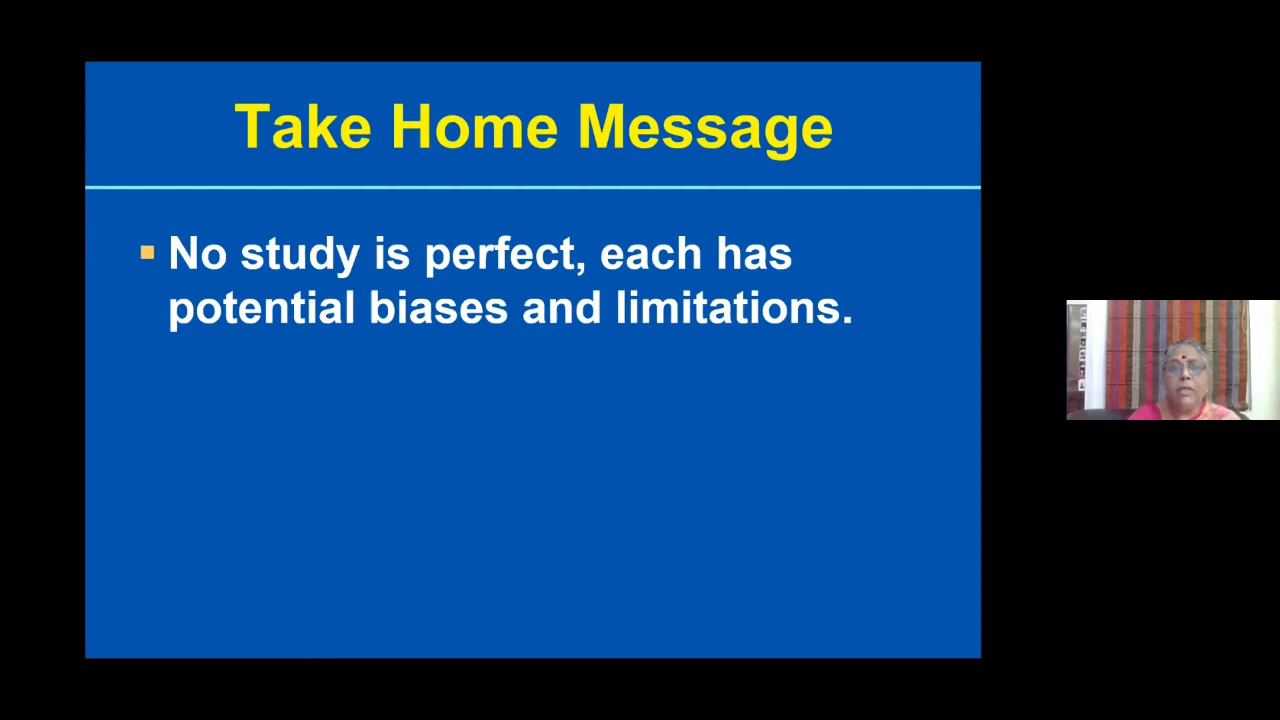 Take Home Message
No study is perfect, each has
potential biases and limitations.